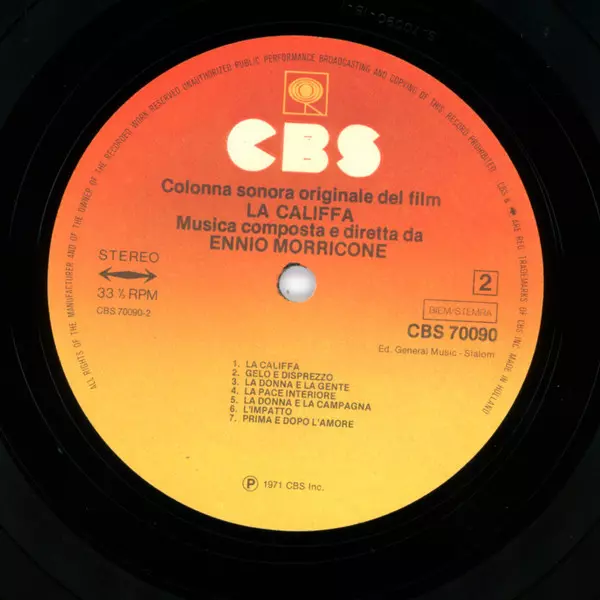 ALL RIGHTS OF THE MANUFACTURER AND OF THE OWNER OF THE RECORDED WORK RESERVED UNAUTHORIZED PUBLIC PERFORMANCE BROADCASTING AND COPYING OF THIS RECORD PROHIBITED
CBS & ARE REG. TRADEMARKS OF CBS INC. MADE IN HOLLAND
CBS
Colonna sonora originale del film
LA CALIFFA
Musica composta e diretta da
ENNIO MORRICONE
STEREO
33 ⅓ RPM
CBS 70090-2
2
BIEM/STEMRA
CBS 70090
Ed. General Music - Slalom
1. LA CALIFFA
2. GELO E DISPREZZO
3. LA DONNA E LA GENTE
4. LA PACE INTERIORE
5. LA DONNA E LA CAMPAGNA
6. L'IMPATTO
7. PRIMA E DOPO L'AMORE
Ⓟ 1971 CBS Inc.